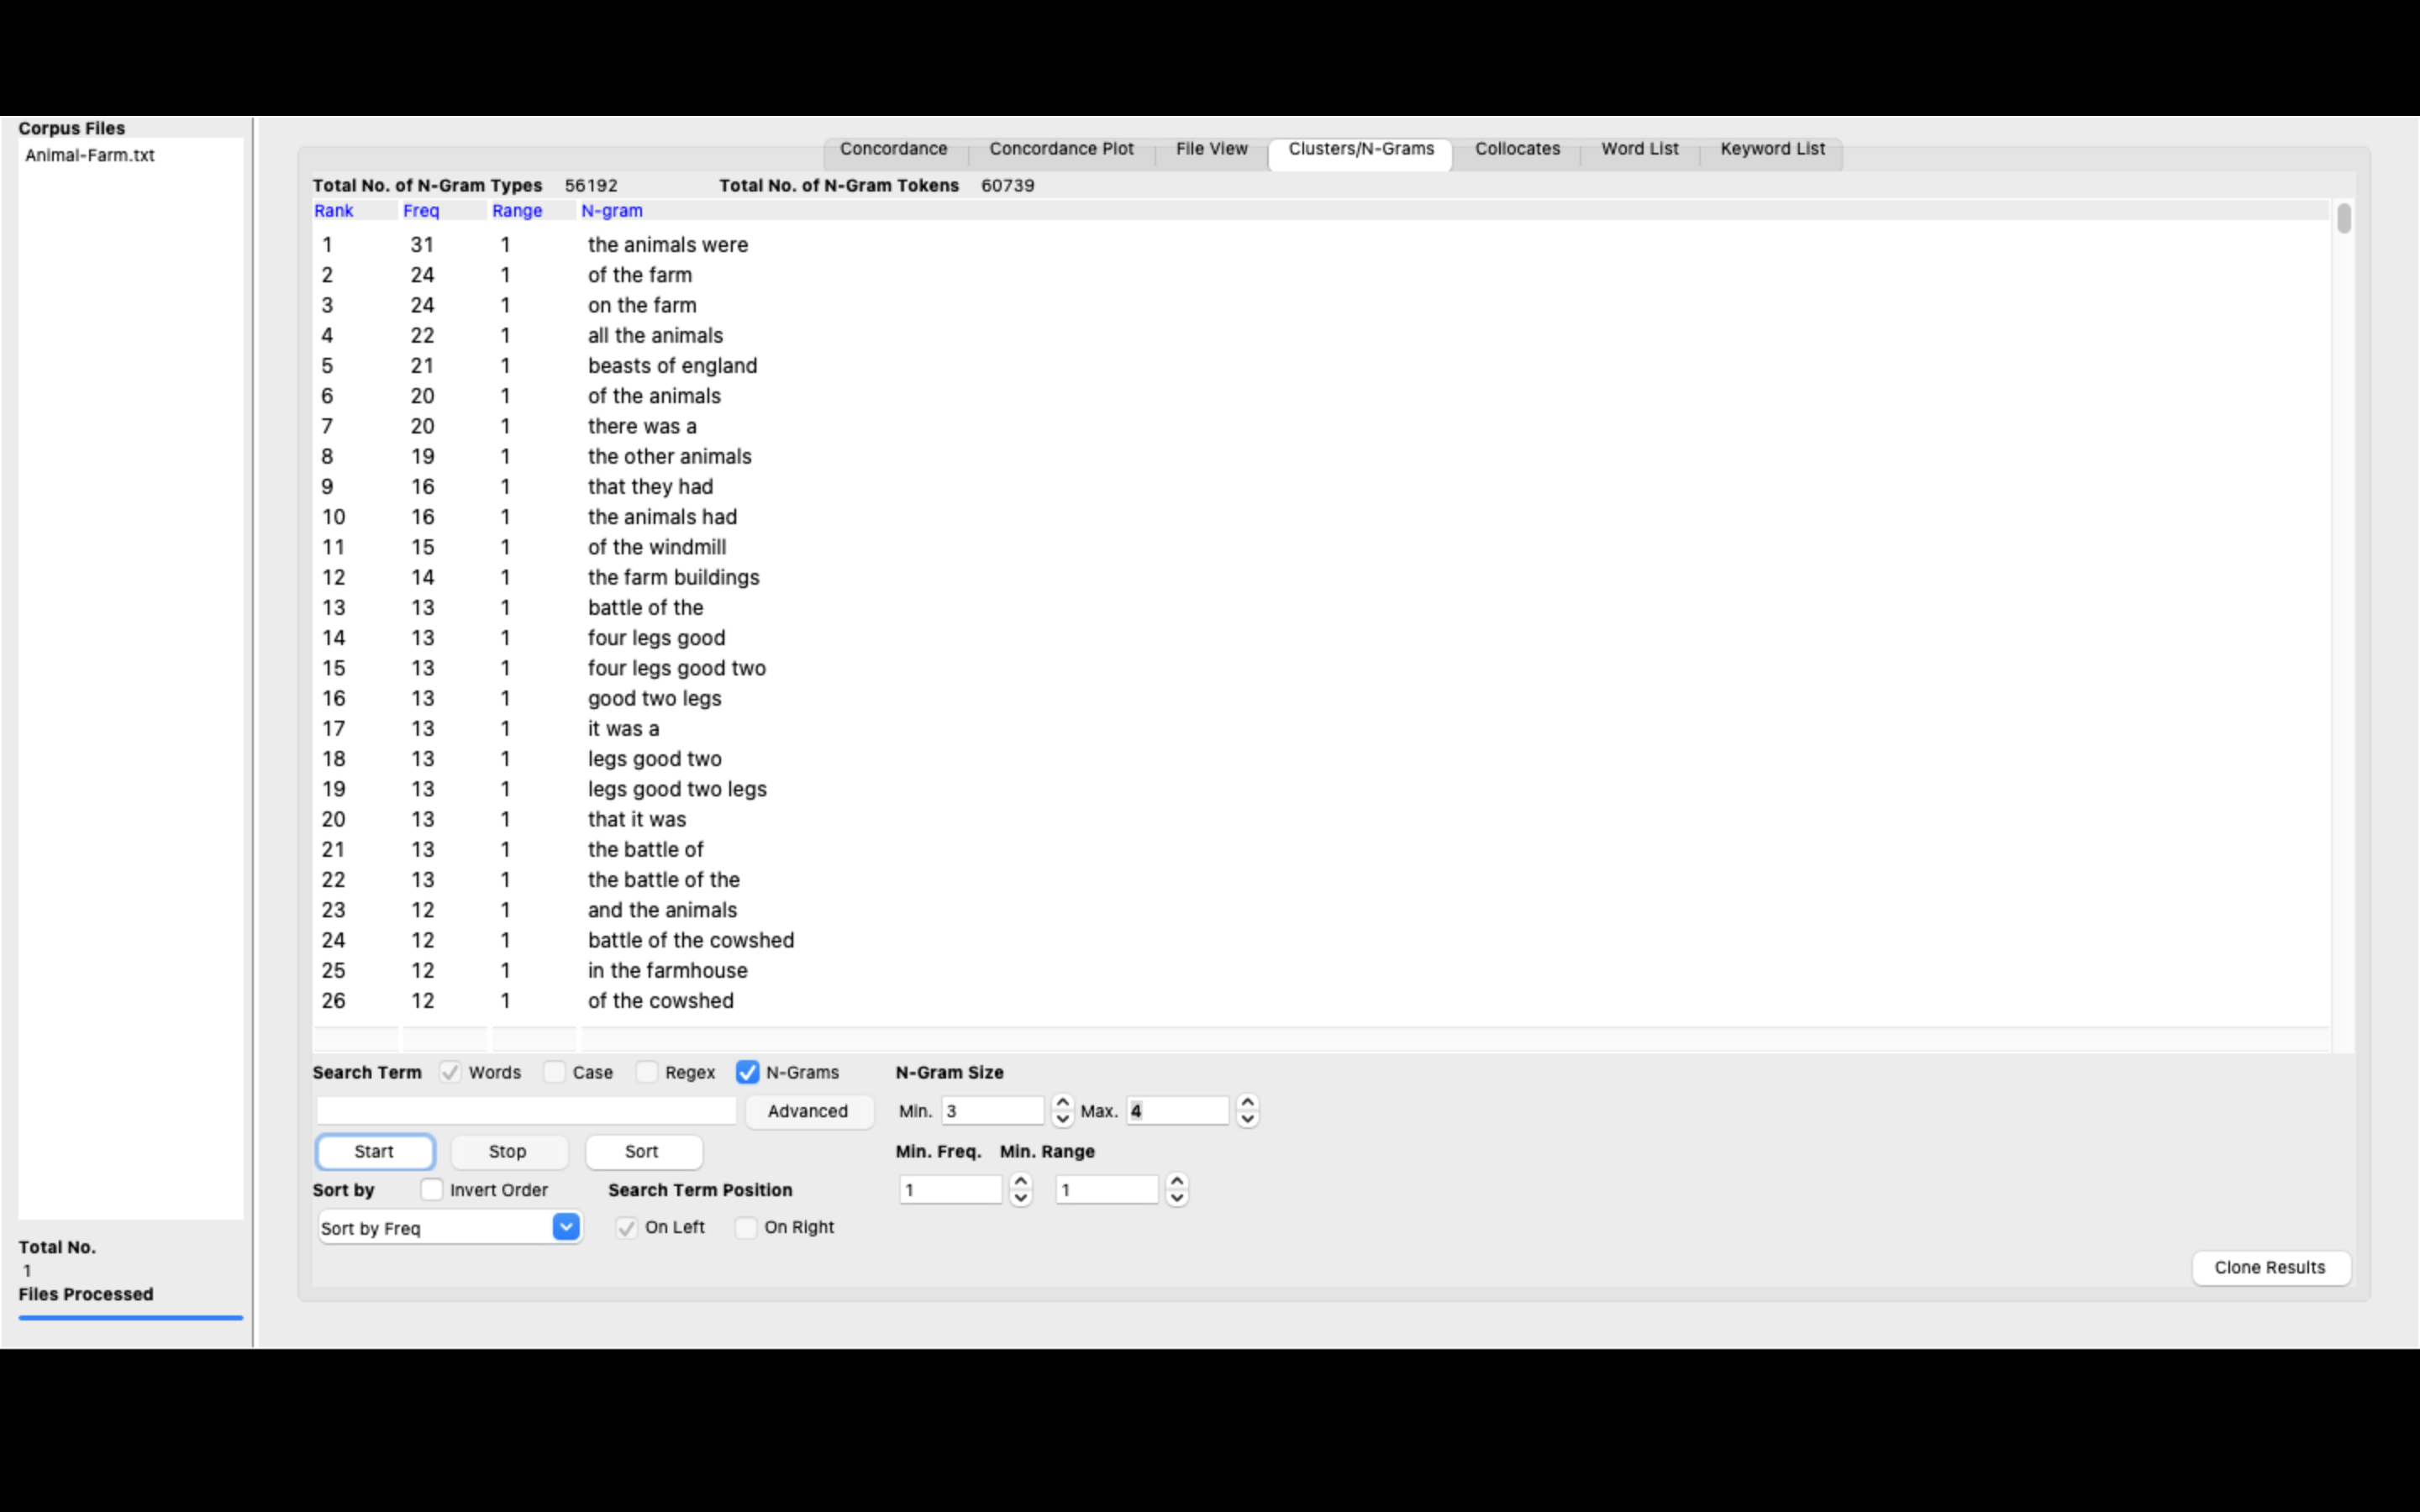 Corpus Files
Animal-Farm.txt
Concordance Concordance Plot File View Clusters/N-Grams Collocates Word List Keyword List
Total No. of N-Gram Types 56192 Total No. of N-Gram Tokens 60739
Rank Freq Range N-gram
1 31 1 the animals were
2 24 1 of the farm
3 24 1 on the farm
4 22 1 all the animals
5 21 1 beasts of england
6 20 1 of the animals
7 20 1 there was a
8 19 1 the other animals
9 16 1 that they had
10 16 1 the animals had
11 15 1 of the windmill
12 14 1 the farm buildings
13 13 1 battle of the
14 13 1 four legs good
15 13 1 four legs good two
16 13 1 good two legs
17 13 1 it was a
18 13 1 legs good two
19 13 1 legs good two legs
20 13 1 that it was
21 13 1 the battle of
22 13 1 the battle of the
23 12 1 and the animals
24 12 1 battle of the cowshed
25 12 1 in the farmhouse
26 12 1 of the cowshed
Search Term Words Case Regex N-Grams N-Gram Size
Advanced Min. 3 Max. 4
Start Stop Sort Min. Freq. Min. Range
Sort by Invert Order Search Term Position 1 1
Sort by Freq On Left On Right
Total No.
1
Files Processed
Clone Results